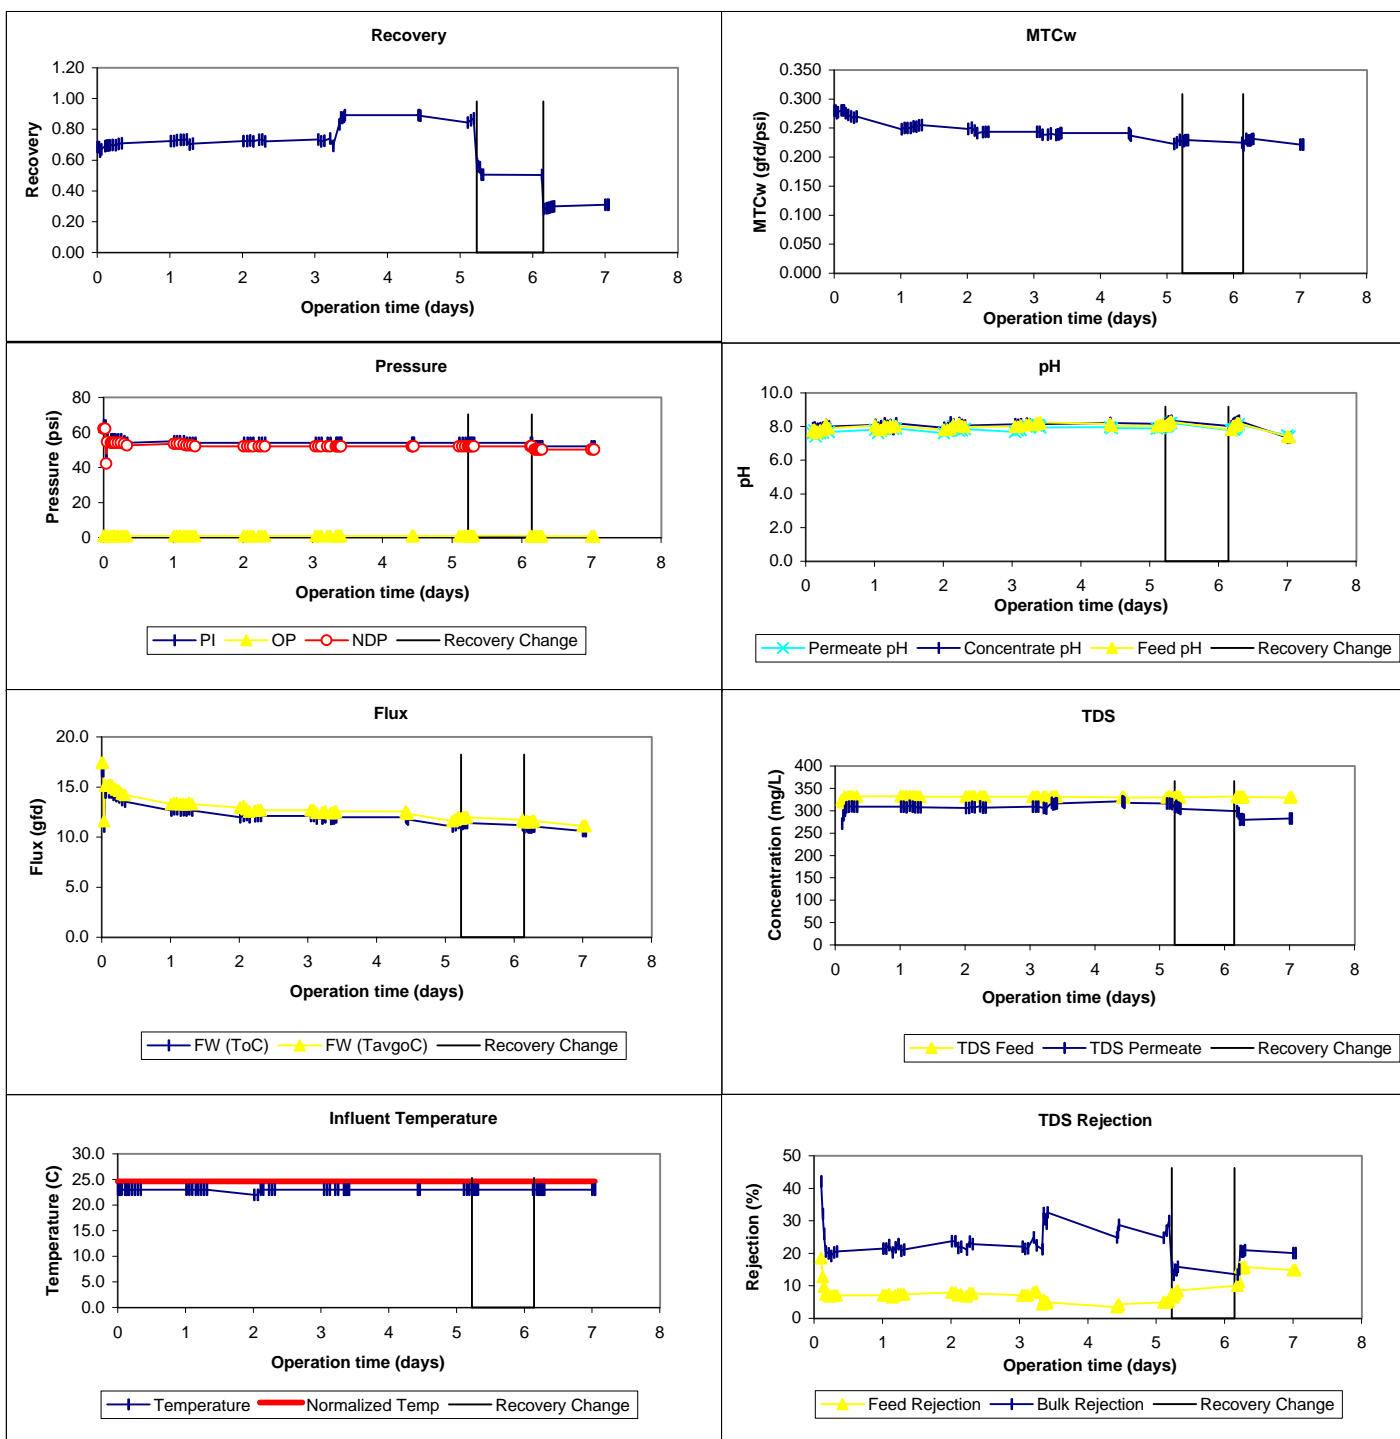 Recovery
1.20
1.00
0.80
0.60
0.40
0.20
0.00
Recovery
0 1 2 3 4 5 6 7 8
Operation time (days)
MTCw
0.350
0.300
0.250
0.200
0.150
0.100
0.050
0.000
MTCw (gfd/psi)
0 1 2 3 4 5 6 7 8
Operation time (days)
Pressure
80
60
40
20
0
Pressure (psi)
0 1 2 3 4 5 6 7 8
Operation time (days)
PI OP NDP Recovery Change
pH
10.0
8.0
6.0
4.0
2.0
0.0
pH
0 1 2 3 4 5 6 7 8
Operation time (days)
Permeate pH Concentrate pH Feed pH Recovery Change
Flux
20.0
15.0
10.0
5.0
0.0
Flux (gfd)
0 1 2 3 4 5 6 7 8
Operation time (days)
FW (ToC) FW (TavgoC) Recovery Change
TDS
400
350
300
250
200
150
100
50
0
Concentration (mg/L)
0 1 2 3 4 5 6 7 8
Operation time (days)
TDS Feed TDS Permeate Recovery Change
Influent Temperature
30.0
25.0
20.0
15.0
10.0
5.0
0.0
Temperature (C)
0 1 2 3 4 5 6 7 8
Operation time (days)
Temperature Normalized Temp Recovery Change
TDS Rejection
50
40
30
20
10
0
Rejection (%)
0 1 2 3 4 5 6 7 8
Operation time (days)
Feed Rejection Bulk Rejection Recovery Change